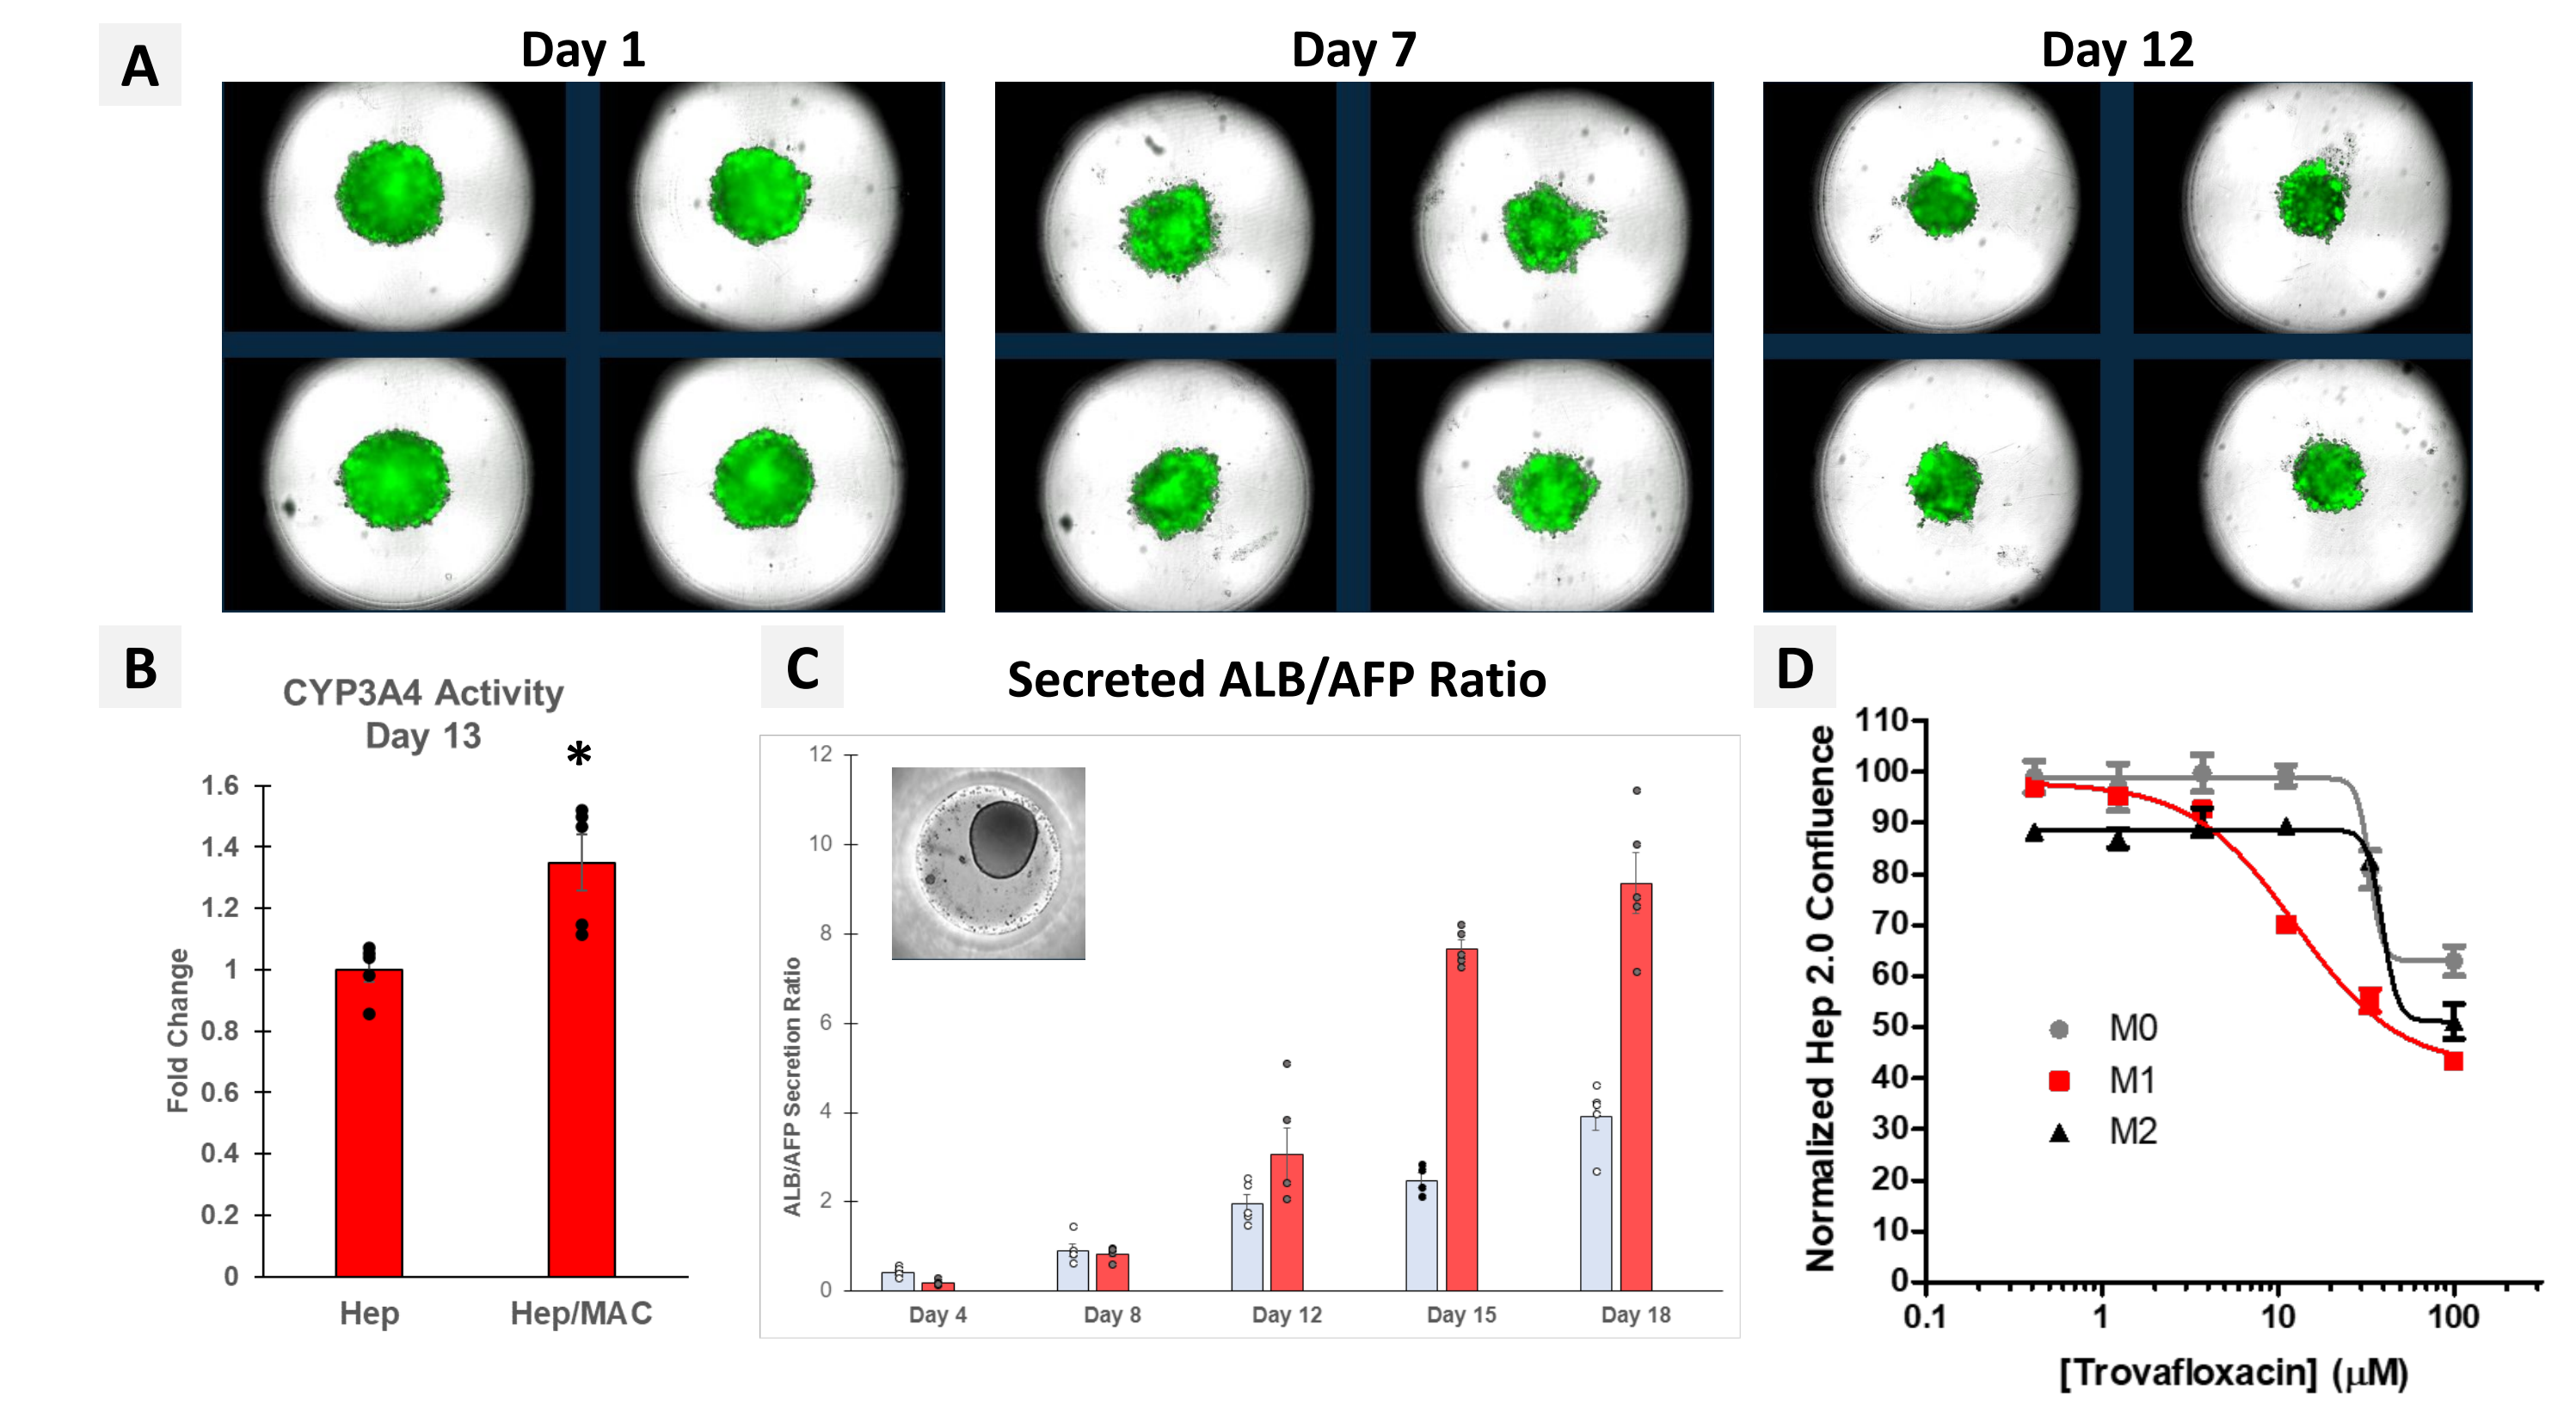 A
Day 1
Day 7
Day 12
B
CYP3A4 Activity
Day 13
*
Fold Change
1.6
1.4
1.2
1
0.8
0.6
0.4
0.2
0
Hep
Hep/MAC
C
Secreted ALB/AFP Ratio
ALB/AFP Secretion Ratio
12
10
8
6
4
2
0
Day 4
Day 8
Day 12
Day 15
Day 18
D
Normalized Hep 2.0 Confluence
110
100
90
80
70
60
50
40
30
20
10
0
M0
M1
M2
0.1
1
10
100
[Trovafloxacin] (μM)